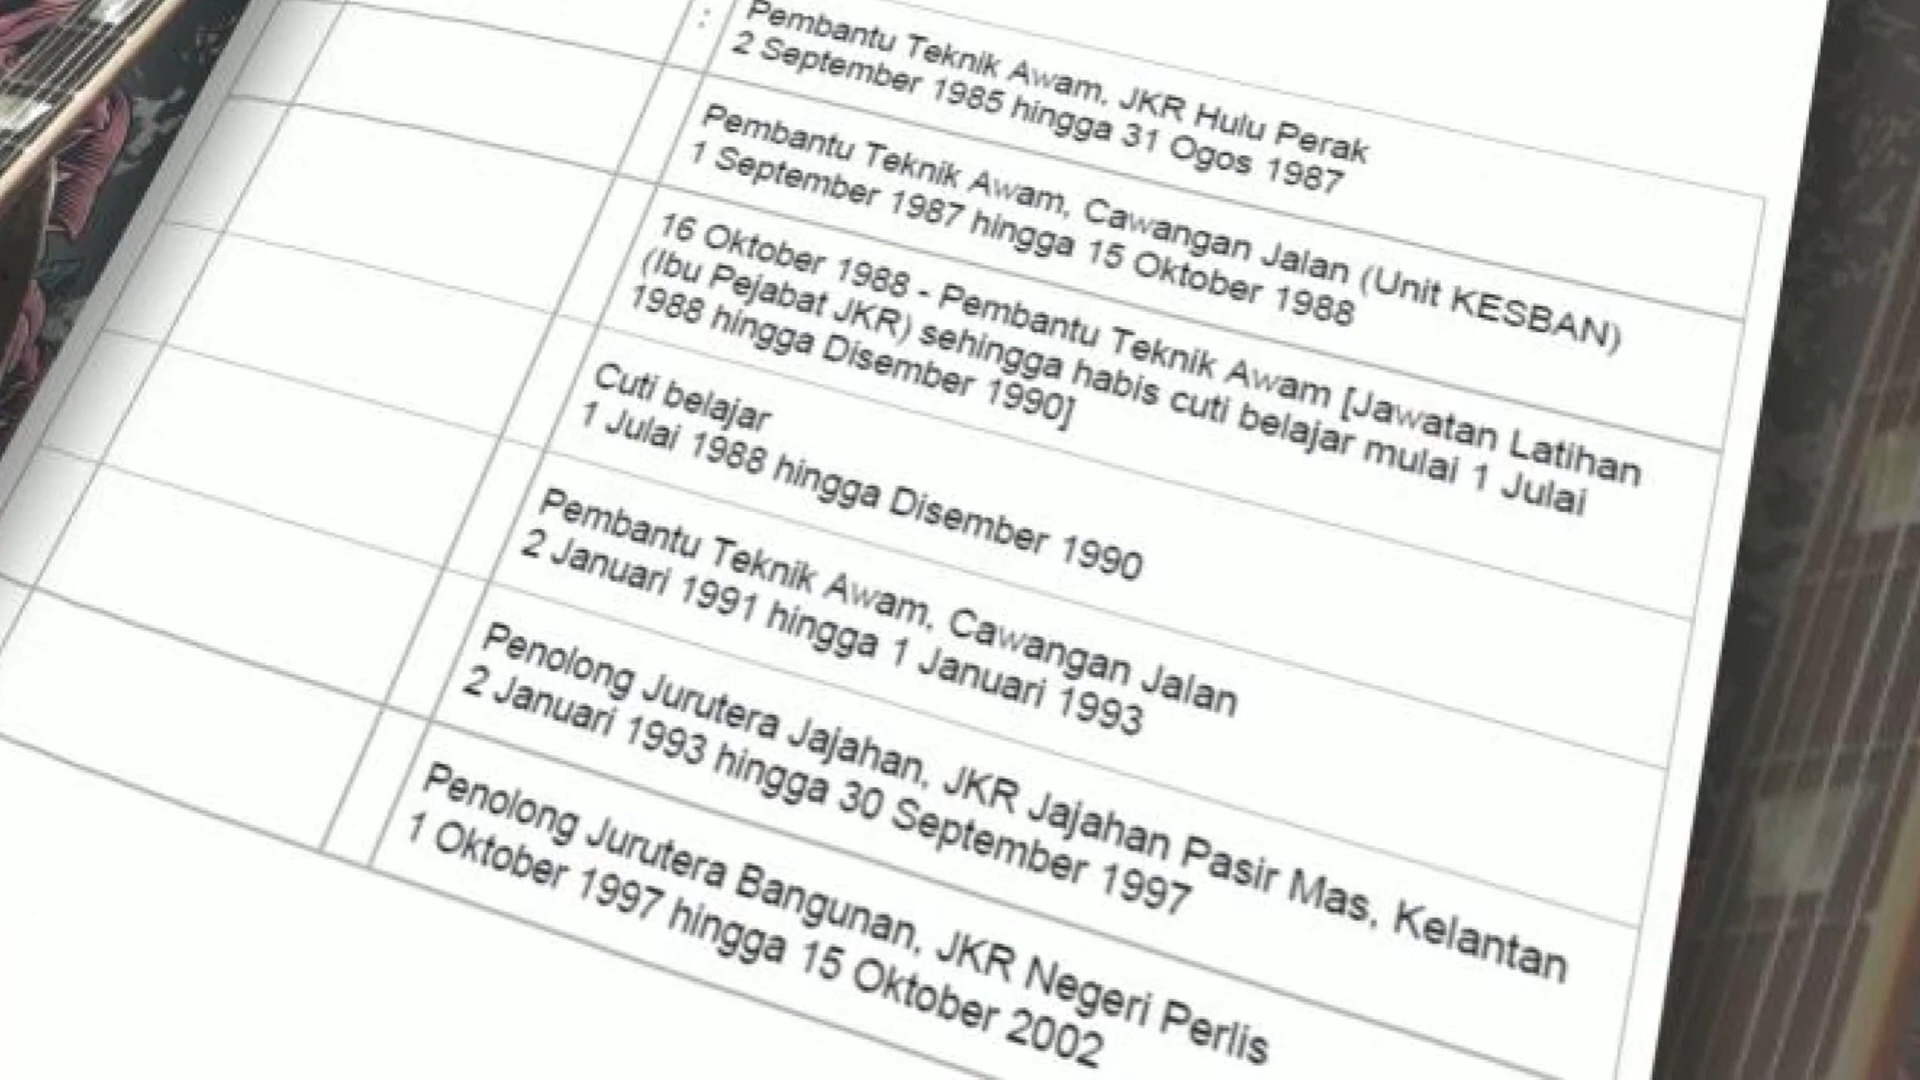 :
Pembantu Teknik Awam, JKR Hulu Perak
2 September 1985 hingga 31 Ogos 1987
Pembantu Teknik Awam, Cawangan Jalan (Unit KESBAN)
1 September 1987 hingga 15 Oktober 1988
16 Oktober 1988 - Pembantu Teknik Awam [Jawatan Latihan
(Ibu Pejabat JKR) sehingga habis cuti belajar mulai 1 Julai
1988 hingga Disember 1990]
Cuti belajar
1 Julai 1988 hingga Disember 1990
Pembantu Teknik Awam, Cawangan Jalan
2 Januari 1991 hingga 1 Januari 1993
Penolong Jurutera Jajahan, JKR Jajahan Pasir Mas, Kelantan
2 Januari 1993 hingga 30 September 1997
Penolong Jurutera Bangunan, JKR Negeri Perlis
1 Oktober 1997 hingga 15 Oktober 2002